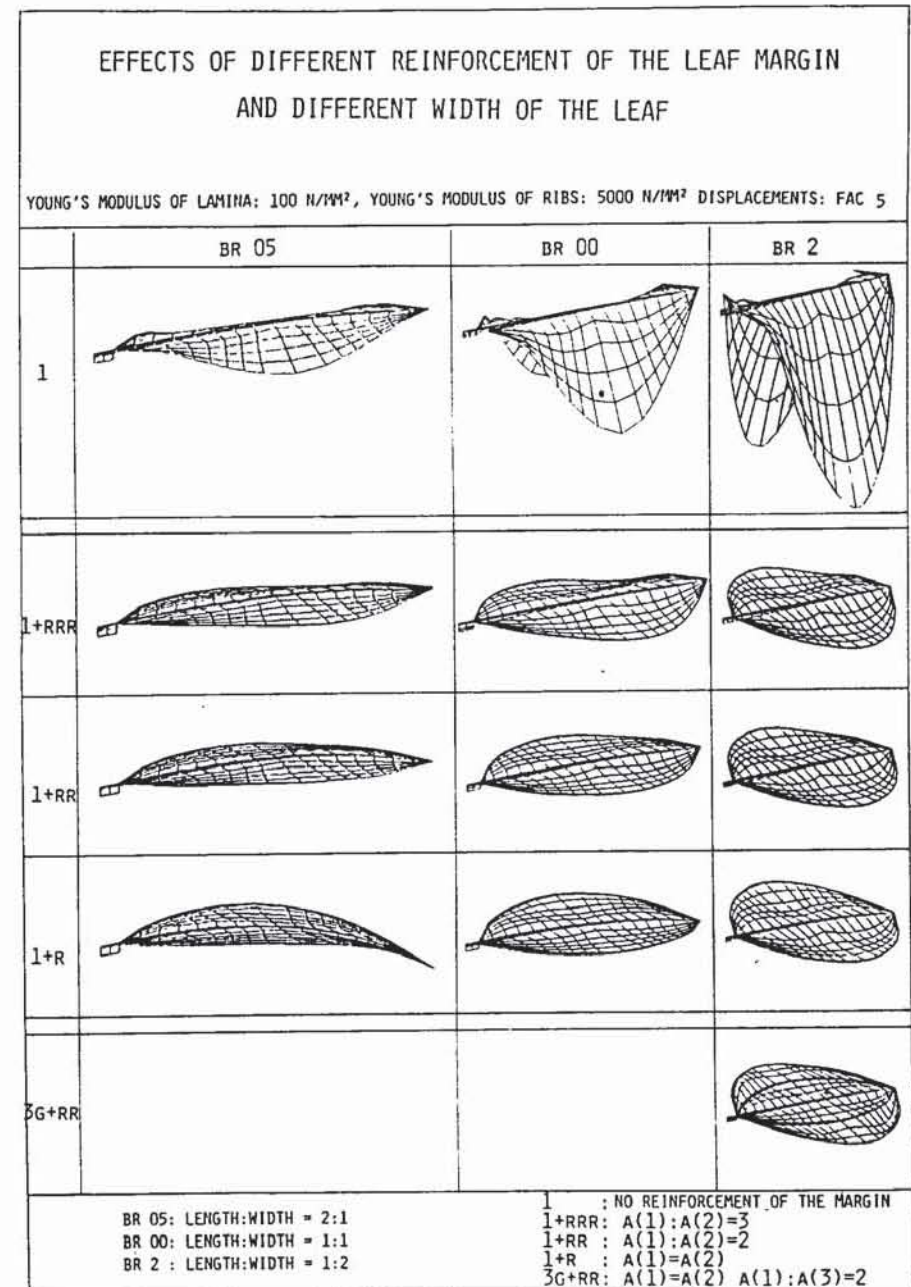 EFFECTS OF DIFFERENT REINFORCEMENT OF THE LEAF MARGIN
AND DIFFERENT WIDTH OF THE LEAF
YOUNG'S MODULUS OF LAMINA: 100 N/MM², YOUNG'S MODULUS OF RIBS: 5000 N/MM² DISPLACEMENTS: FAC 5
BR 05 BR 00 BR 2
1
1+RRR
1+RR
1+R
3G+RR
BR 05: LENGTH:WIDTH = 2:1
BR 00: LENGTH:WIDTH = 1:1
BR 2 : LENGTH:WIDTH = 1:2
1 : NO REINFORCEMENT OF THE MARGIN
1+RRR: A(1):A(2)=3
1+RR : A(1):A(2)=2
1+R : A(1)=A(2)
3G+RR: A(1)=A(2) A(1):A(3)=2